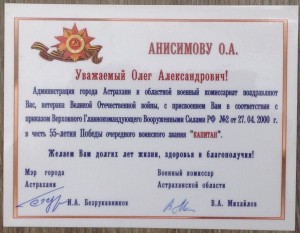 АНИСИМОВУ О.А.
Уважаемый Олег Александрович!
Администрация города Астрахани и областной военный комиссариат поздравляют
Вас, ветерана Великой Отечественной войны, с присвоением Вам в соответствии с
приказом Верховного Главнокомандующего Вооруженными Силами РФ №2 от 27.04. 2000 г.
в честь 55-летия Победы очередного воинского звания "КАПИТАН".
Желаем Вам долгих лет жизни, здоровья и благополучия!
Мэр города
Астрахани
И.А. Безрукавников
Военный комиссар
Астраханской области
В.А. Михайлов